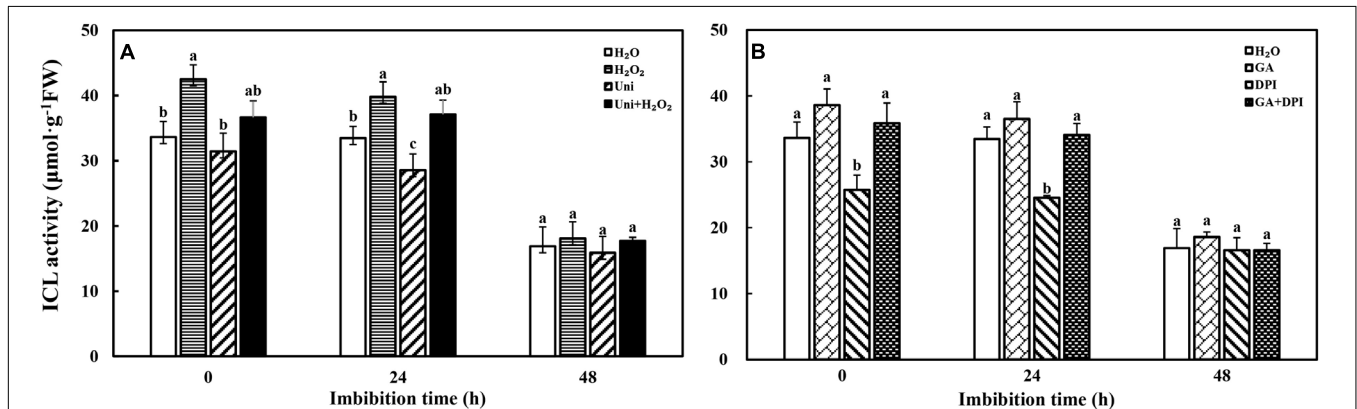 A
ICL activity (μmol·g⁻¹FW)
50
40
30
20
10
0
H₂O
H₂O₂
Uni
Uni+H₂O₂
b a b ab
b a c ab
a a a a
0 24 48
Imbibition time (h)
B
50
40
30
20
10
0
H₂O
GA
DPI
GA+DPI
a a b a
a a b a
a a a a
0 24 48
Imbibition time (h)